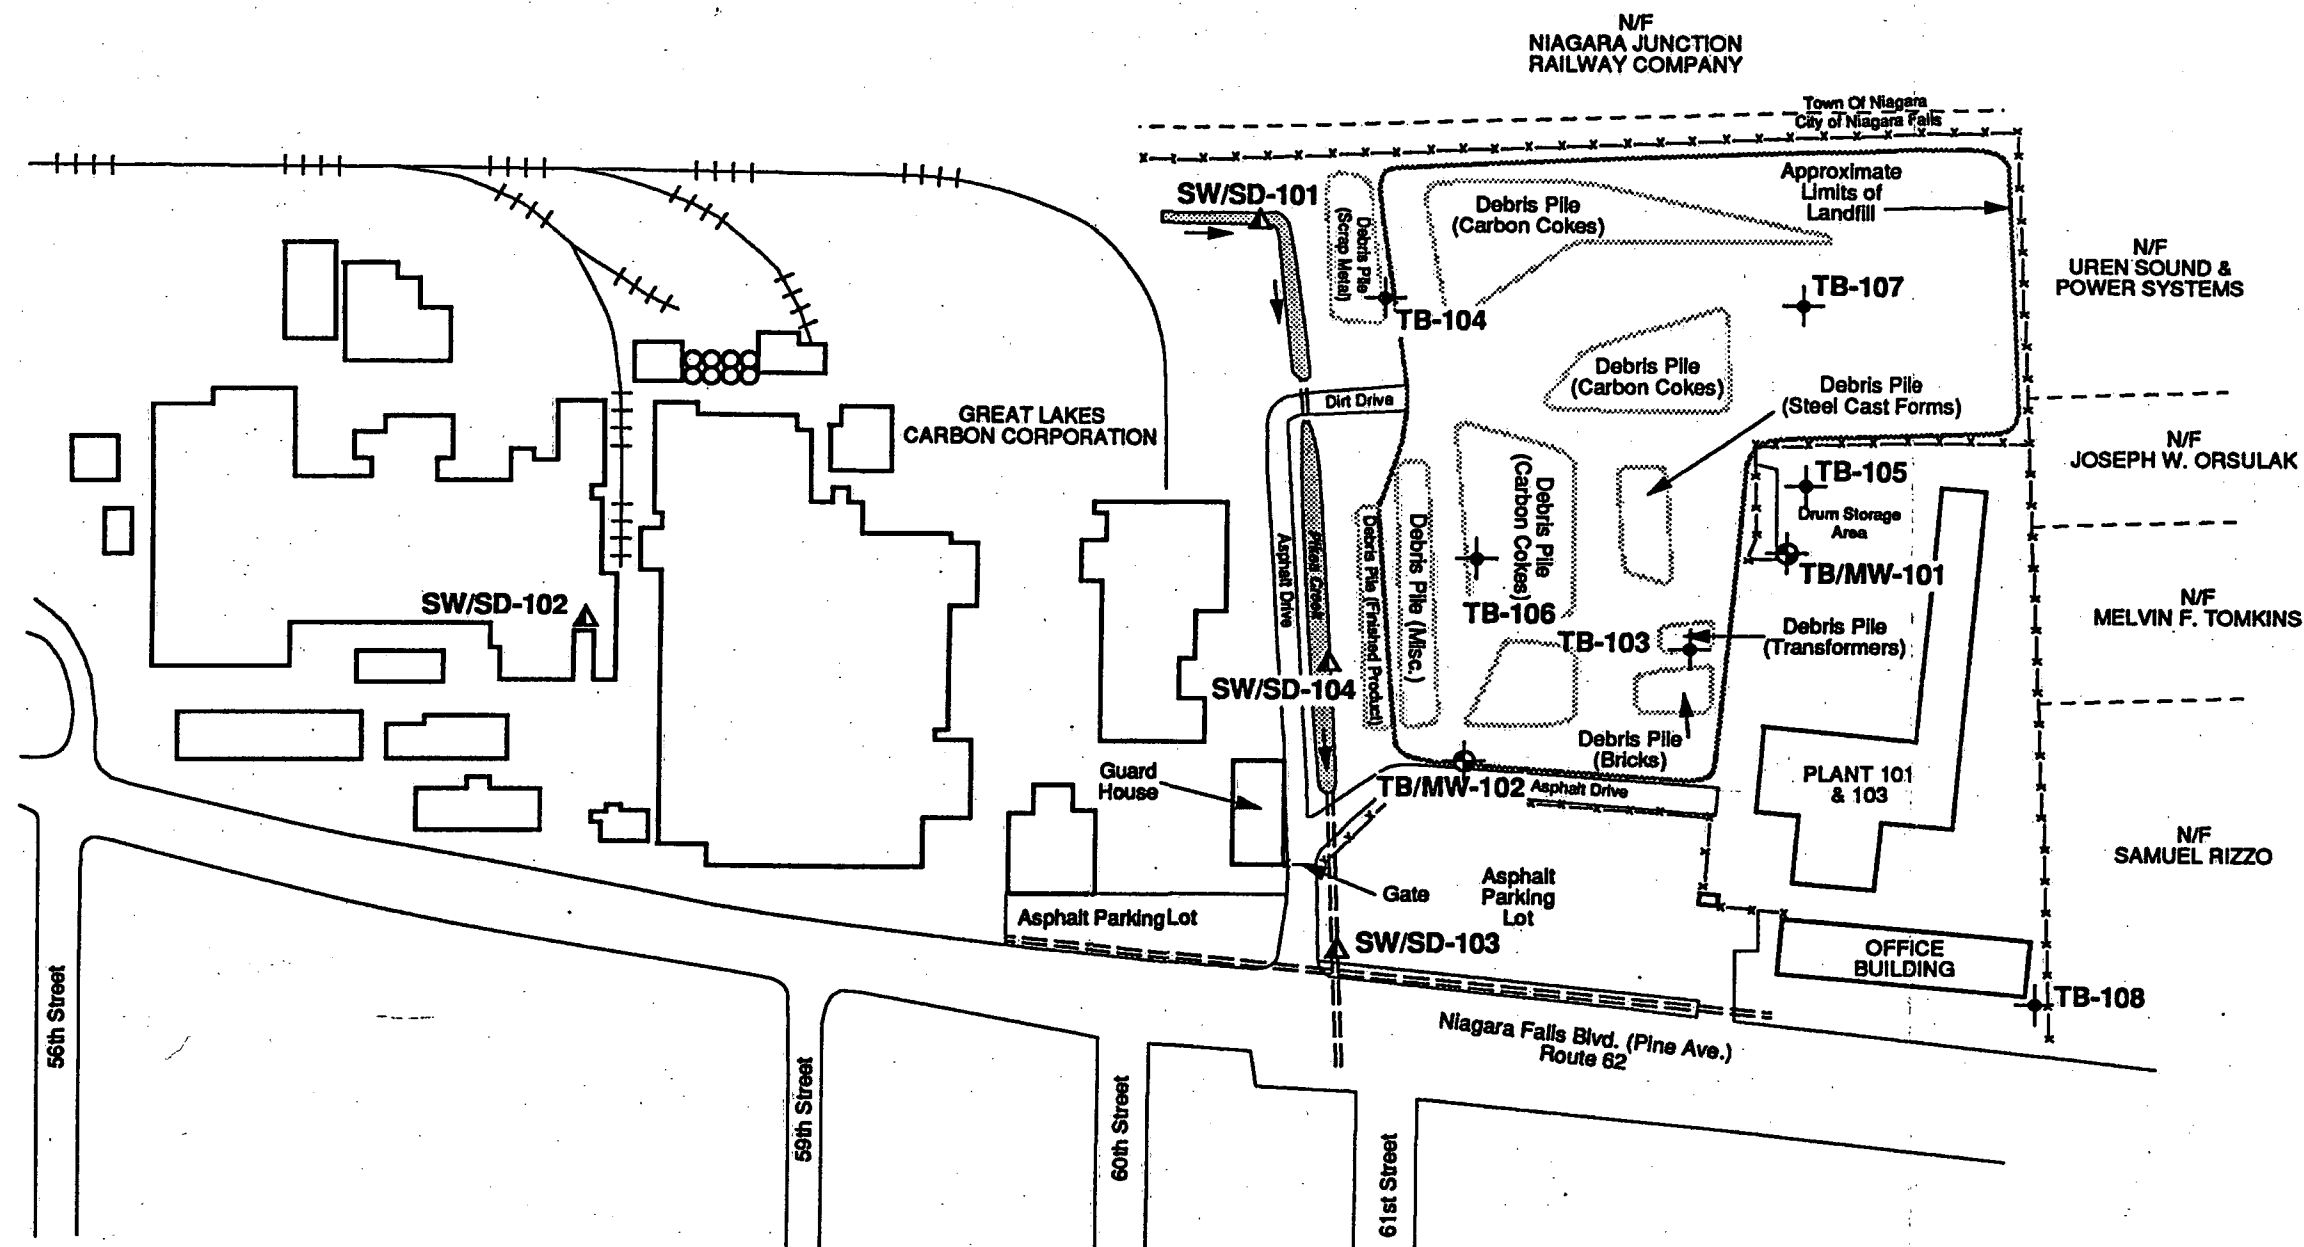 N/F
NIAGARA JUNCTION
RAILWAY COMPANY
Town Of Niagara
City of Niagara Falls
Approximate
Limits of
Landfill
SW/SD-101
Debris Pile
(Scrap Metal)
Debris Pile
(Carbon Cokes)
N/F
UREN SOUND &
POWER SYSTEMS
TB-107
TB-104
Debris Pile
(Carbon Cokes)
Debris Pile
(Steel Cast Forms)
Dirt Drive
GREAT LAKES
CARBON CORPORATION
N/F
JOSEPH W. ORSULAK
TB-105
Drum Storage
Area
Debris Pile
(Carbon Cokes)
Debris Pile (Misc.)
Debris Pile (Finished Product)
Asphalt Drive
Pikes Creek
TB/MW-101
SW/SD-102
TB-106
N/F
MELVIN F. TOMKINS
TB-103
Debris Pile
(Transformers)
SW/SD-104
Debris Pile
(Bricks)
Guard
House
TB/MW-102
Asphalt Drive
PLANT 101
& 103
N/F
SAMUEL RIZZO
Gate
Asphalt
Parking
Lot
Asphalt Parking Lot
SW/SD-103
OFFICE
BUILDING
TB-108
Niagara Falls Blvd. (Pine Ave.)
Route 62
56th Street
59th Street
60th Street
61st Street